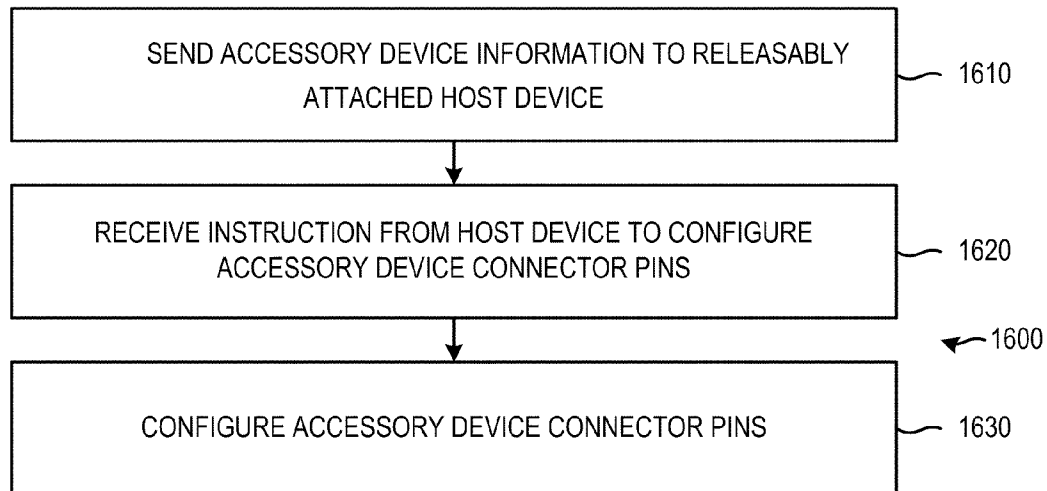 SEND ACCESSORY DEVICE INFORMATION TO RELEASABLY
ATTACHED HOST DEVICE
1610
RECEIVE INSTRUCTION FROM HOST DEVICE TO CONFIGURE
ACCESSORY DEVICE CONNECTOR PINS
1620
1600
CONFIGURE ACCESSORY DEVICE CONNECTOR PINS
1630